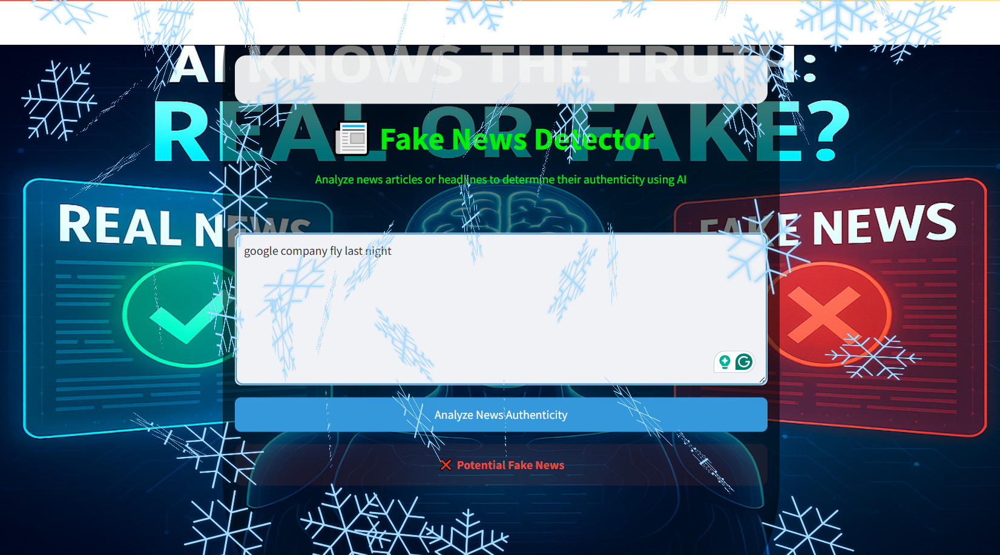 AI KNOWS THE TRUTH:
REAL OR FAKE?
Fake News Detector
Analyze news articles or headlines to determine their authenticity using AI
REAL NEWS
FAKE NEWS
google company fly last night
Analyze News Authenticity
Potential Fake News